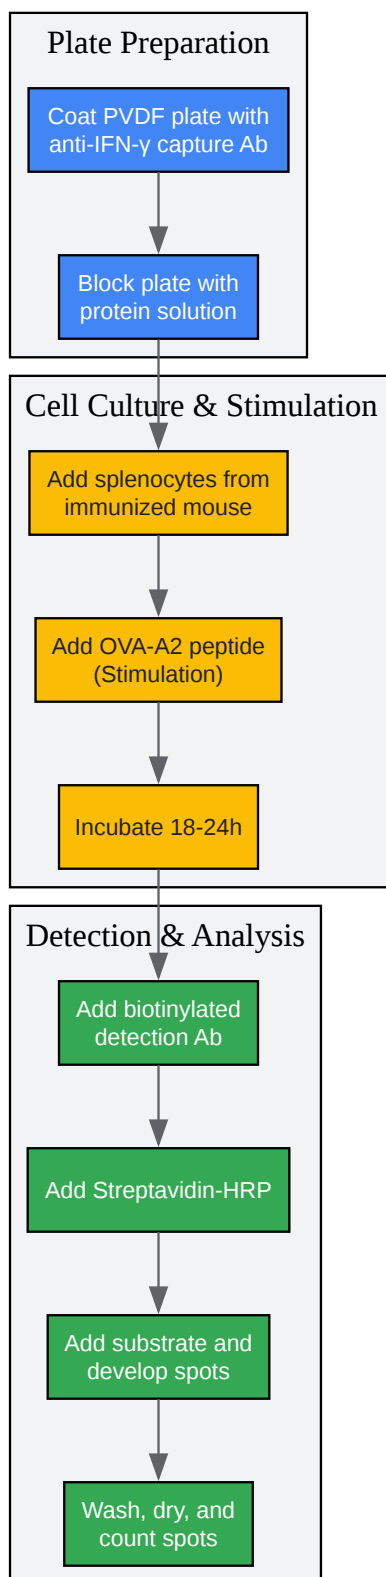 Plate Preparation
Coat PVDF plate with
anti-IFN-γ capture Ab
Block plate with
protein solution
Cell Culture & Stimulation
Add splenocytes from
immunized mouse
Add OVA-A2 peptide
(Stimulation)
Incubate 18-24h
Detection & Analysis
Add biotinylated
detection Ab
Add Streptavidin-HRP
Add substrate and
develop spots
Wash, dry, and
count spots